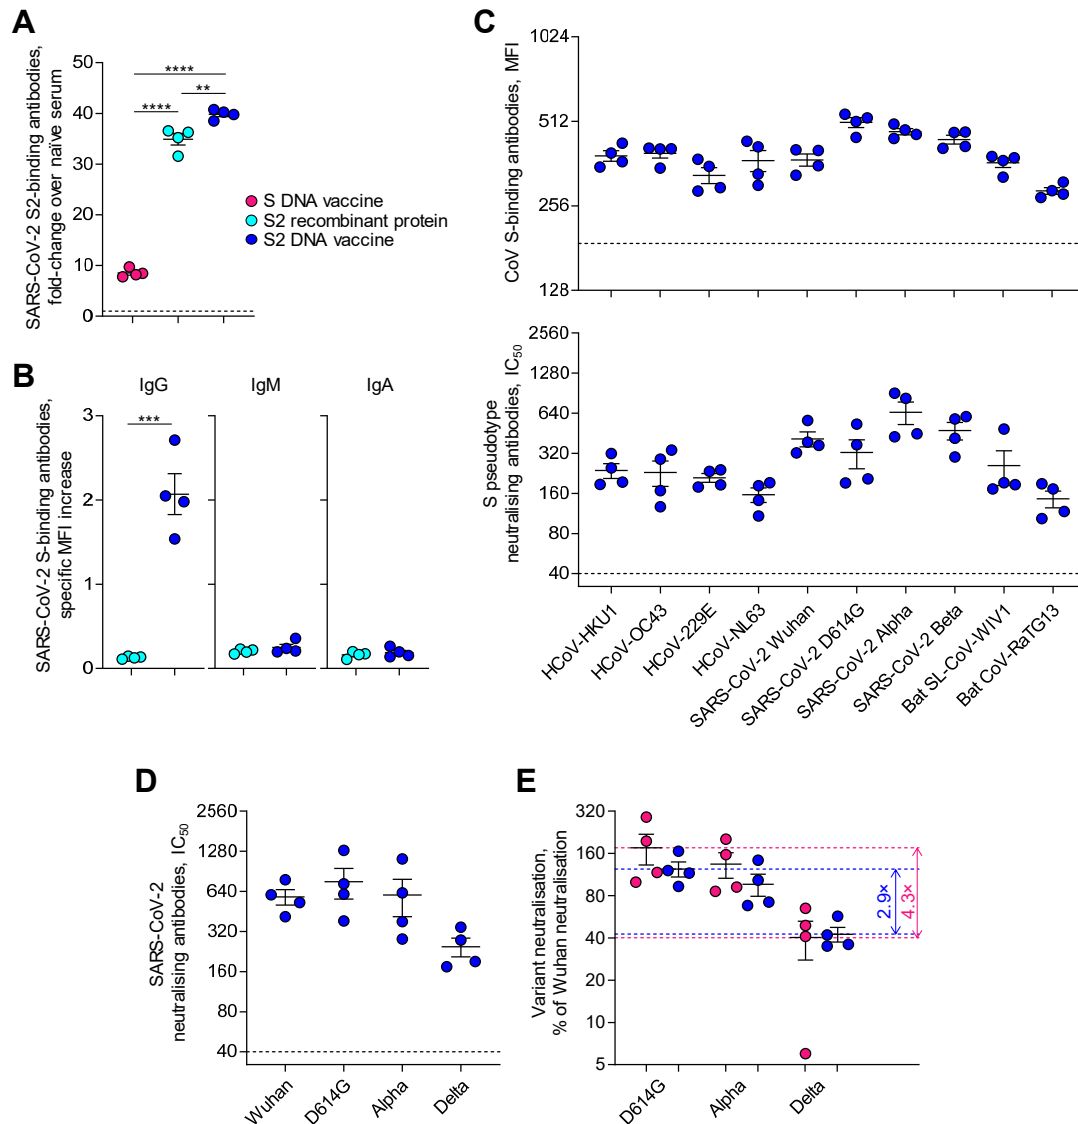 A
SARS-CoV-2 S2-binding antibodies,
fold-change over naïve serum
50
40
30
20
10
0
****
****
**
S DNA vaccine
S2 recombinant protein
S2 DNA vaccine
B
SARS-CoV-2 S-binding antibodies,
specific MFI increase
IgG
IgM
IgA
3
2
1
0
***
C
CoV S-binding antibodies, MFI
1024
512
256
128
S pseudotype
neutralising antibodies, IC50
2560
1280
640
320
160
80
40
HCoV-HKU1
HCoV-OC43
HCoV-229E
HCoV-NL63
SARS-CoV-2 Wuhan
SARS-CoV-2 D614G
SARS-CoV-2 Alpha
SARS-CoV-2 Beta
Bat SL-CoV-WIV1
Bat CoV-RaTG13
D
SARS-CoV-2
neutralising antibodies, IC50
2560
1280
640
320
160
80
40
Wuhan
D614G
Alpha
Delta
E
Variant neutralisation,
% of Wuhan neutralisation
320
160
80
40
20
10
5
2.9×
4.3×
D614G
Alpha
Delta